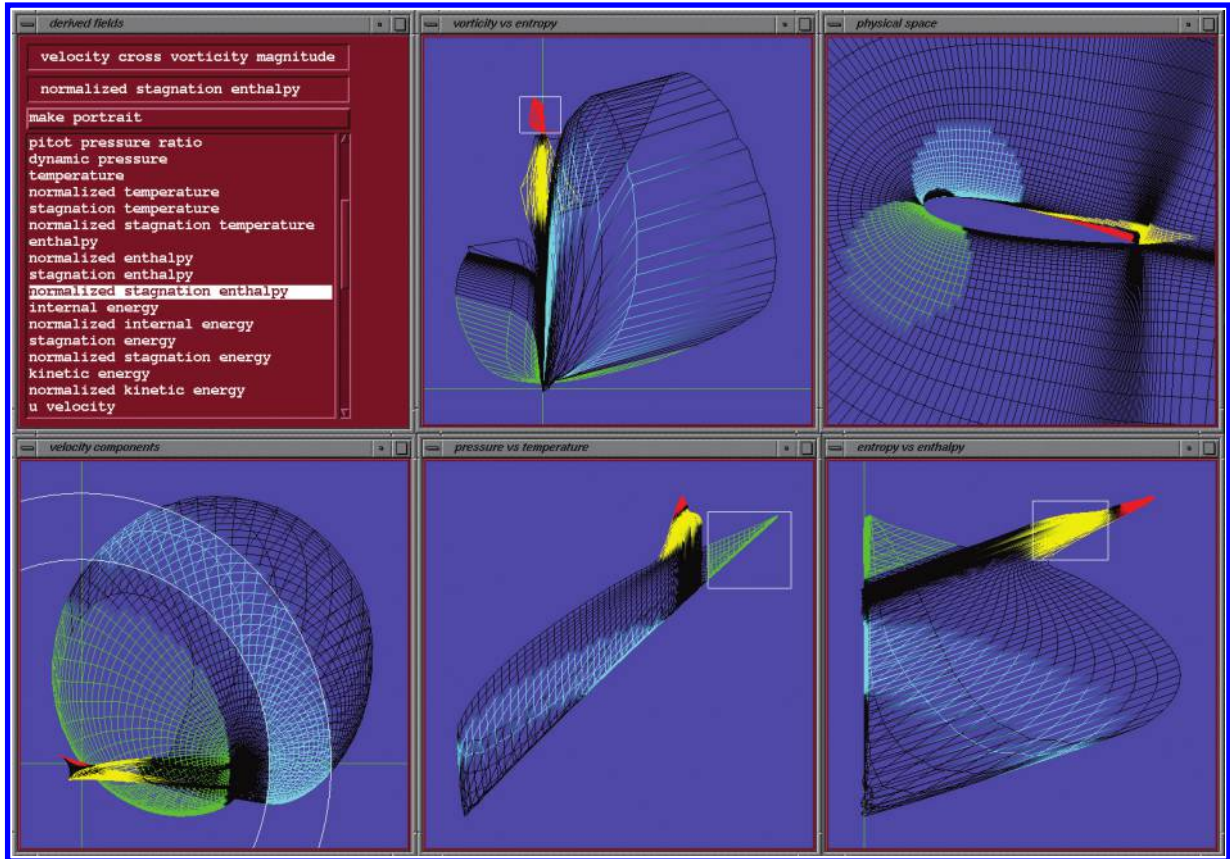 derived fields
velocity cross vorticity magnitude
normalized stagnation enthalpy
make portrait
pitot pressure ratio
dynamic pressure
temperature
normalized temperature
stagnation temperature
normalized stagnation temperature
enthalpy
normalized enthalpy
stagnation enthalpy
normalized stagnation enthalpy
internal energy
normalized internal energy
stagnation energy
normalized stagnation energy
kinetic energy
normalized kinetic energy
u velocity
vorticity vs entropy
physical space
velocity components
pressure vs temperature
entropy vs enthalpy